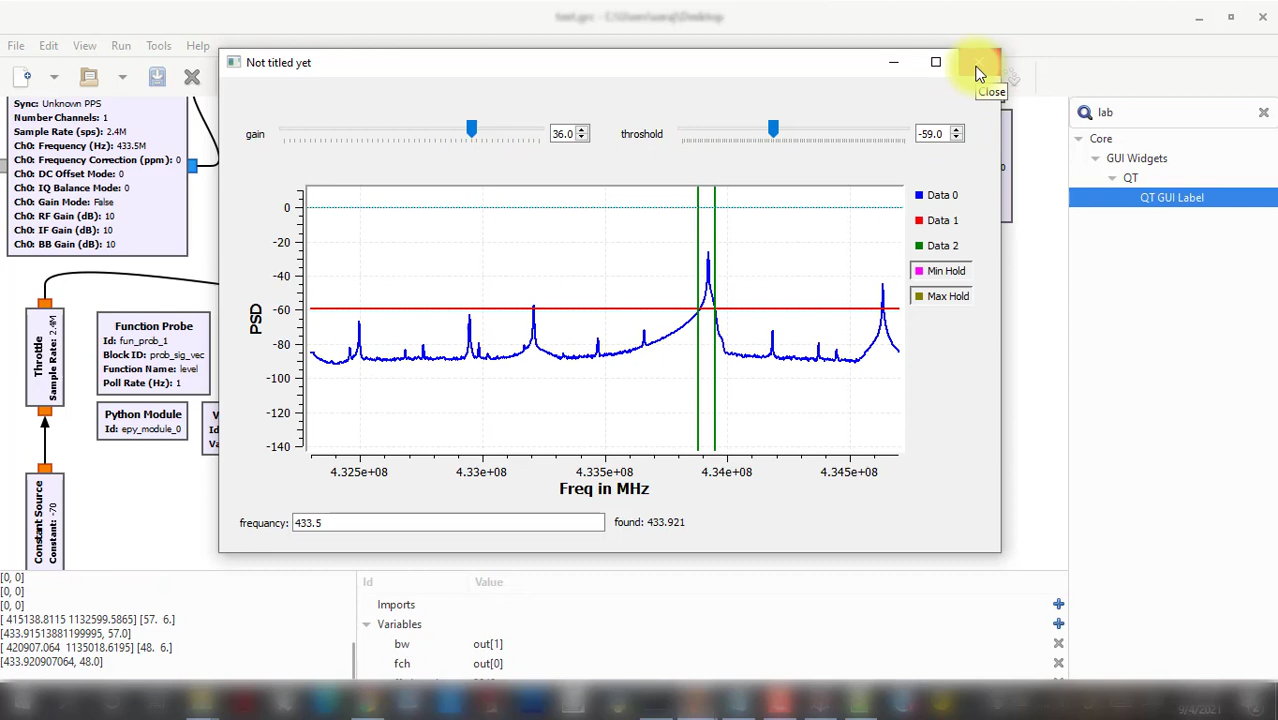 File Edit View Run Tools Help
Not titled yet
Close
gain 36.0 troshold -59.0
0
-20
-40
-60
-80
-100
-120
-140
PSD
4.325e+08 4.33e+08 4.335e+08 4.34e+08 4.345e+08
Freq in MHz
Data 0
Data 1
Data 2
Min Hold
Max Hold
frequency: 433.5 found: 433.921
Sync: Unknown PPS
Number Channels: 1
Sample Rate (sps): 2.4M
Ch0: Frequency (Hz): 433.5M
Ch0: Frequency Correction (ppm): 0
Ch0: DC Offset Mode: 0
Ch0: IQ Balance Mode: 0
Ch0: Gain Mode: False
Ch0: RF Gain (dB): 10
Ch0: IF Gain (dB): 10
Ch0: BB Gain (dB): 10
Throttle
Sample Rate: 2.4M
Function Probe
Id: fun_prob_1
Block ID: prob_sig_vec
Function Name: level
Poll Rate (Hz): 1
Python Module
Id: epy_module_0
V
Id
Va
Constant Source
Constant: -70
lab
Core
GUI Widgets
QT
QT GUI Label
[0, 0]
[0, 0]
[0, 0]
[ 415138.8115 1132599.5865] [57. 6.]
[433.91513881199995, 57.0]
[ 420907.064 1135018.6195] [48. 6.]
[433.920907064, 48.0]
Id Value
Imports
Variables
bw out[1]
fch out[0]
9/4/2021